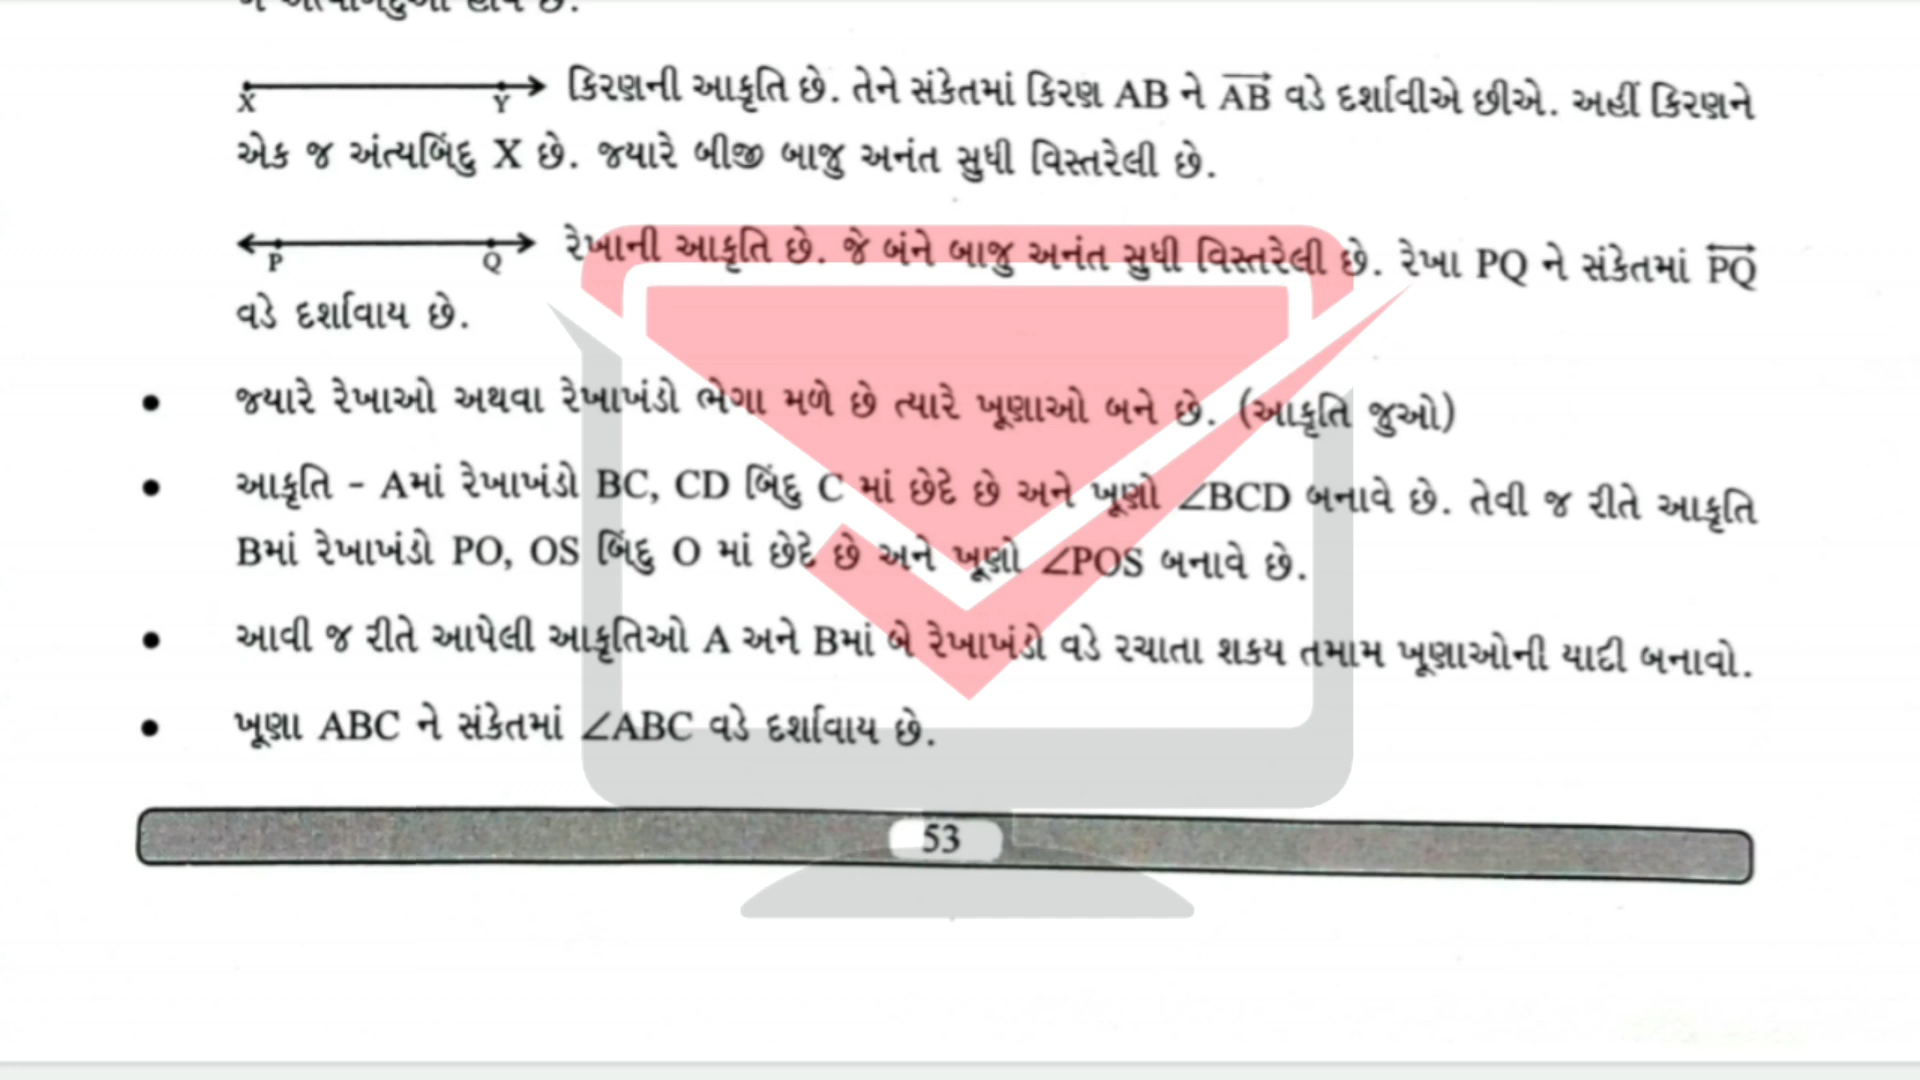 X Y કિરણની આકૃતિ છે. તેને સંકેતમાં કિરણ AB ને AB વડે દર્શાવીએ છીએ. અહીં કિરણને
એક જ અંત્યબિંદુ X છે. જયારે બીજી બાજુ અનંત સુધી વિસ્તરેલી છે.
P Q રેખાની આકૃતિ છે. જે બંને બાજુ અનંત સુધી વિસ્તરેલી છે. રેખા PQ ને સંકેતમાં PQ
વડે દર્શાવાય છે.
• જયારે રેખાઓ અથવા રેખાખંડો ભેગા મળે છે ત્યારે ખૂણાઓ બને છે. (આકૃતિ જુઓ)
• આકૃતિ - Aમાં રેખાખંડો BC, CD બિંદુ C માં છેદે છે અને ખૂણો ∠BCD બનાવે છે. તેવી જ રીતે આકૃતિ
Bમાં રેખાખંડો PO, OS બિંદુ O માં છેદે છે અને ખૂણો ∠POS બનાવે છે.
• આવી જ રીતે આપેલી આકૃતિઓ A અને Bમાં બે રેખાખંડો વડે રચાતા શકય તમામ ખૂણાઓની યાદી બનાવો.
• ખૂણા ABC ને સંકેતમાં ∠ABC વડે દર્શાવાય છે.
53